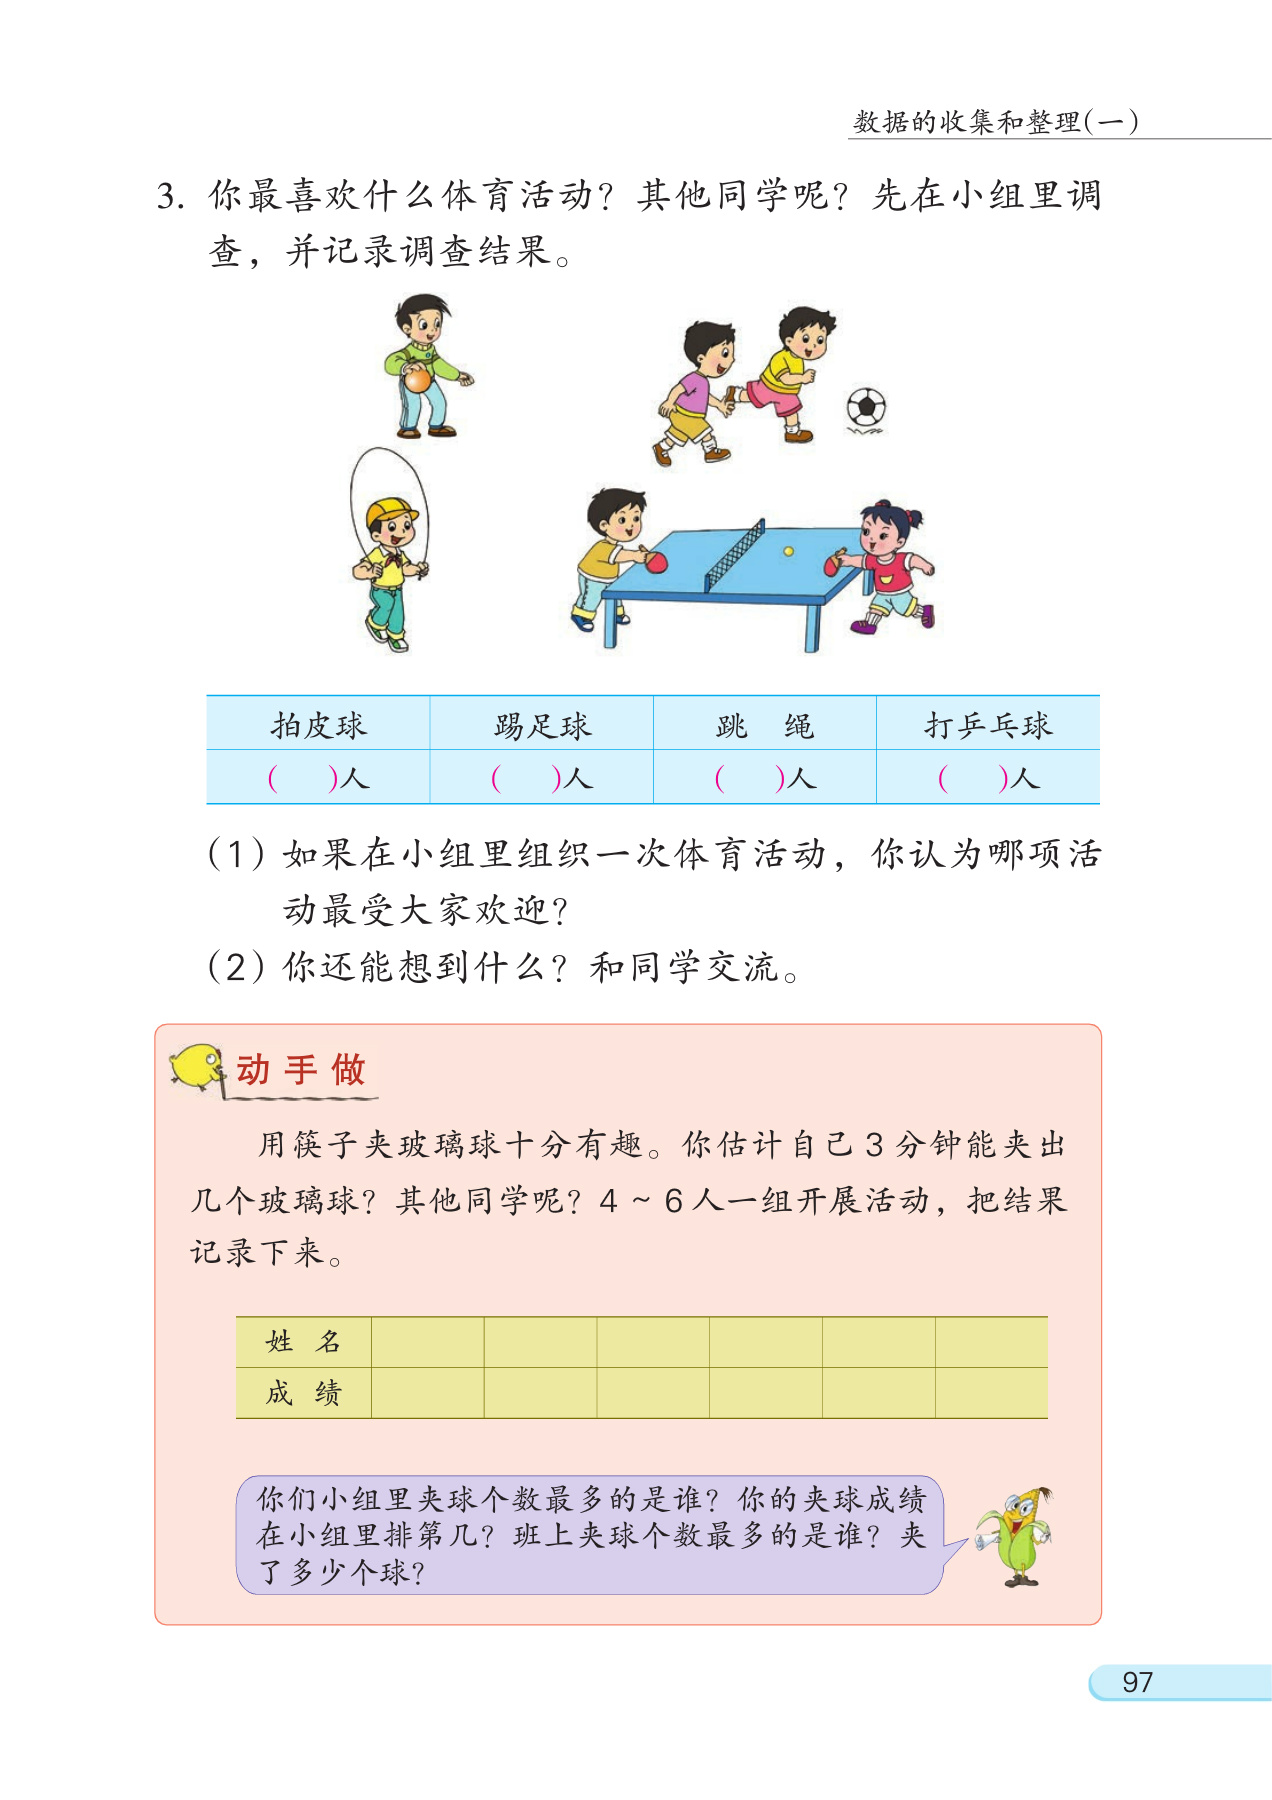 数据的收集和整理(一)
3. 你最喜欢什么体育活动？其他同学呢？先在小组里调
查，并记录调查结果。
拍皮球 踢足球 跳 绳 打乒乓球
( )人 ( )人 ( )人 ( )人
(1) 如果在小组里组织一次体育活动，你认为哪项活
动最受大家欢迎？
(2) 你还能想到什么？和同学交流。
动手做
用筷子夹玻璃球十分有趣。你估计自己 3 分钟能夹出
几个玻璃球？其他同学呢？4 ~ 6 人一组开展活动，把结果
记录下来。
姓 名
成 绩
你们小组里夹球个数最多的是谁？你的夹球成绩
在小组里排第几？班上夹球个数最多的是谁？夹
了多少个球？
97